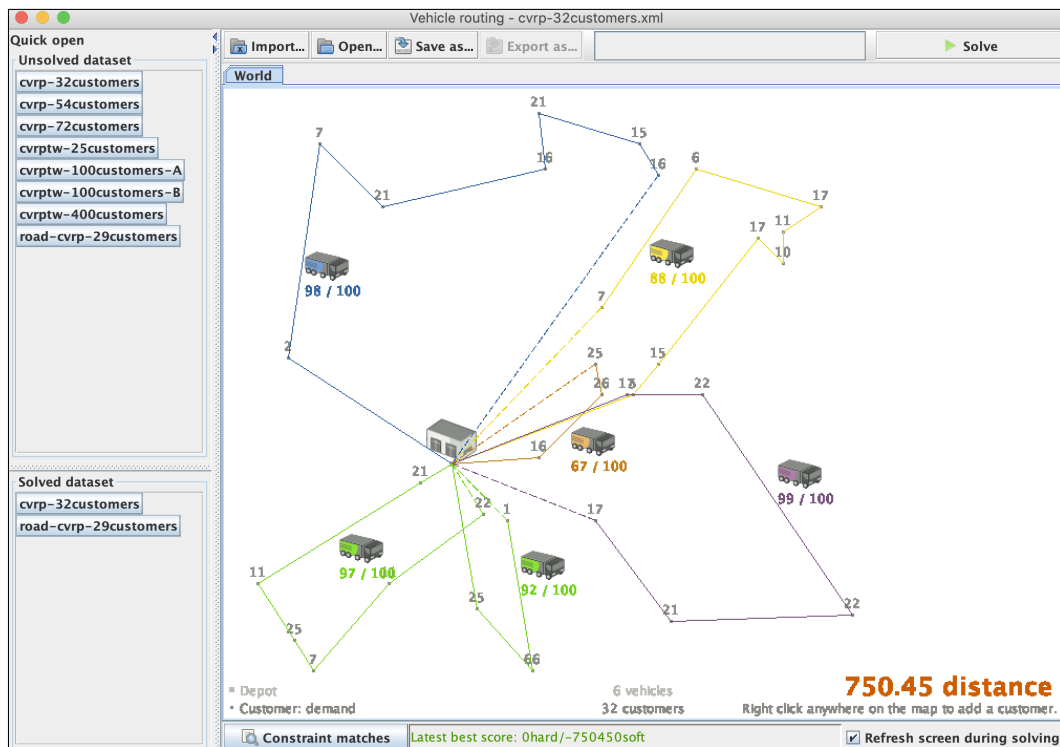 Vehicle routing - cvrp-32customers.xml
Quick open
Unsolved dataset
cvrp-32customers
cvrp-54customers
cvrp-72customers
cvrptw-25customers
cvrptw-100customers-A
cvrptw-100customers-B
cvrptw-400customers
road-cvrp-29customers
Solved dataset
cvrp-32customers
road-cvrp-29customers
Import... Open... Save as... Export as... Solve
World
21
7 15
16 16 6
21 17
17 11
10
98 / 100 88 / 100
7
2 25 15
26 22
16
67 / 100 99 / 100
21
22 1 17
97 / 100 92 / 100
11
25 21 22
25
7 66
750.45 distance
Depot 6 vehicles
Customer: demand 32 customers Right click anywhere on the map to add a customer.
Constraint matches Latest best score: 0hard/-750450soft Refresh screen during solving